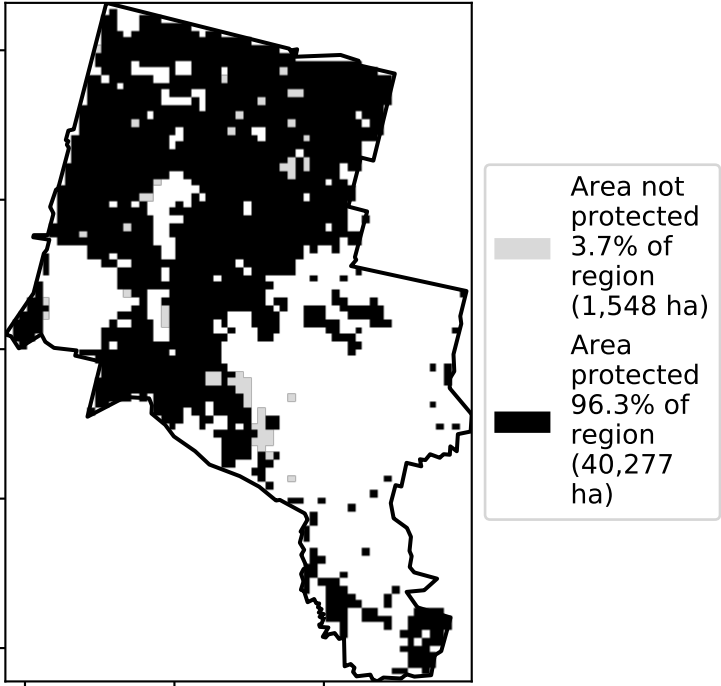 Area not
protected
3.7% of
region
(1,548 ha)
Area
protected
96.3% of
region
(40,277
ha)